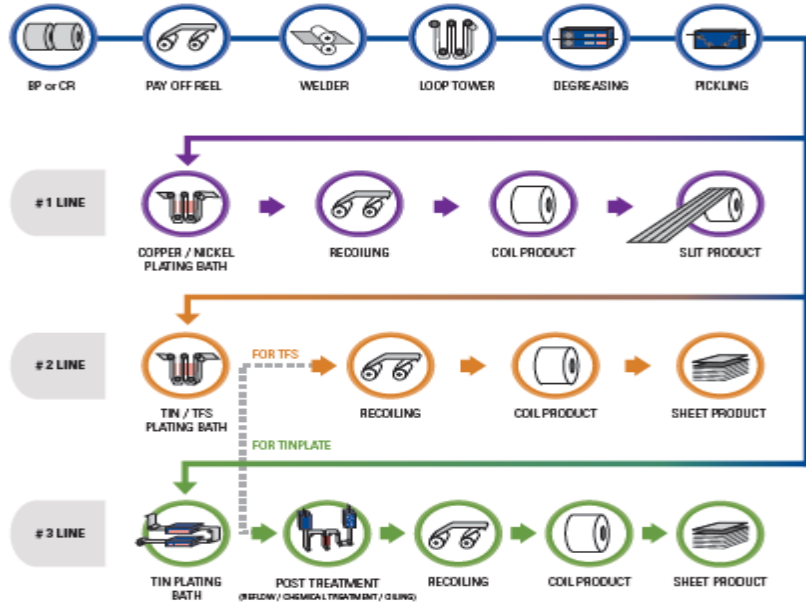 BP or CR
PAY OFF REEL
WELDER
LOOP TOWER
DEGREASING
PICKLING
# 1 LINE
COPPER / NICKEL
PLATING BATH
RECOILING
COIL PRODUCT
SLIT PRODUCT
# 2 LINE
TIN / TFS
PLATING BATH
FOR TFS
RECOILING
COIL PRODUCT
SHEET PRODUCT
FOR TINPLATE
# 3 LINE
TIN PLATING
BATH
POST TREATMENT
(REFLOW / CHEMICAL TREATMENT / OILING)
RECOILING
COIL PRODUCT
SHEET PRODUCT